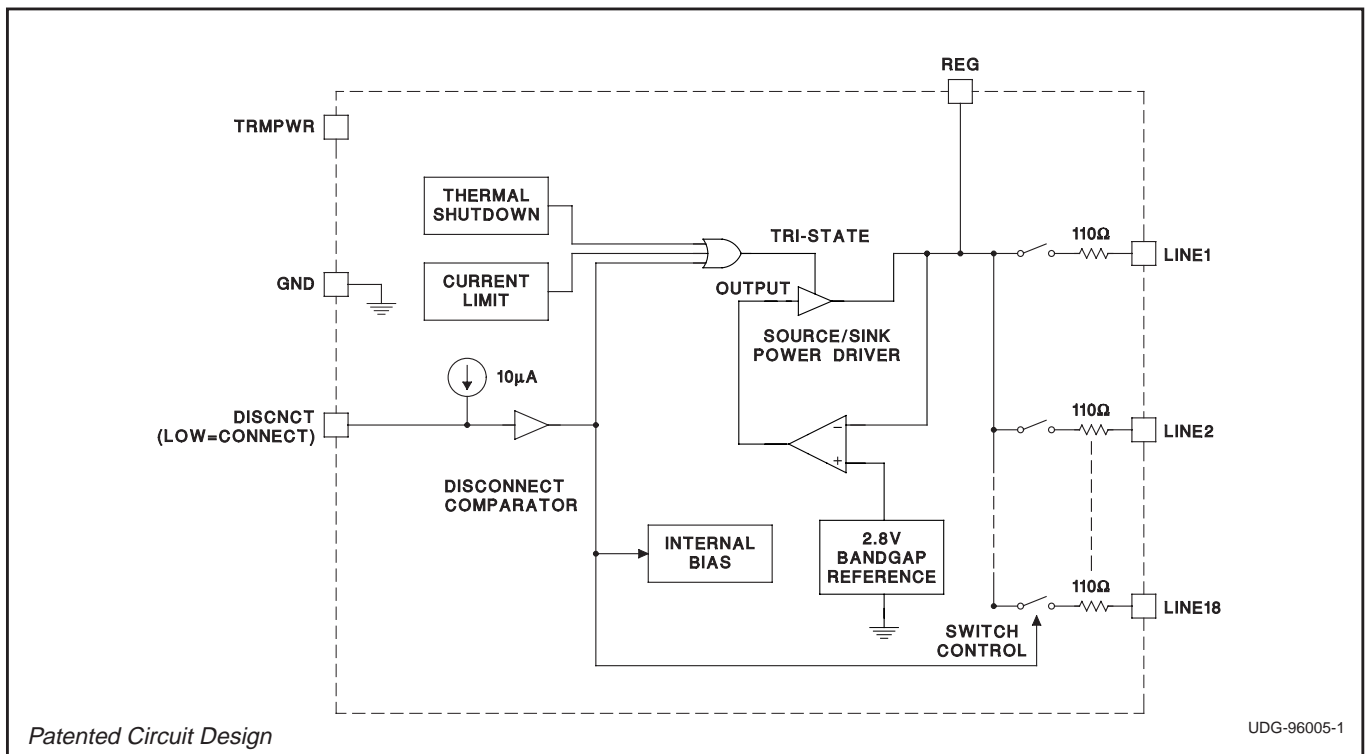 REG
TRMPWR
THERMAL
SHUTDOWN
TRI-STATE
110Ω
LINE1
GND
CURRENT
LIMIT
OUTPUT
SOURCE/SINK
POWER DRIVER
10µA
DISCNCT
(LOW=CONNECT)
110Ω
LINE2
−
+
DISCONNECT
COMPARATOR
INTERNAL
BIAS
2.8V
BANDGAP
REFERENCE
110Ω
LINE18
SWITCH
CONTROL
Patented Circuit Design
UDG-96005-1